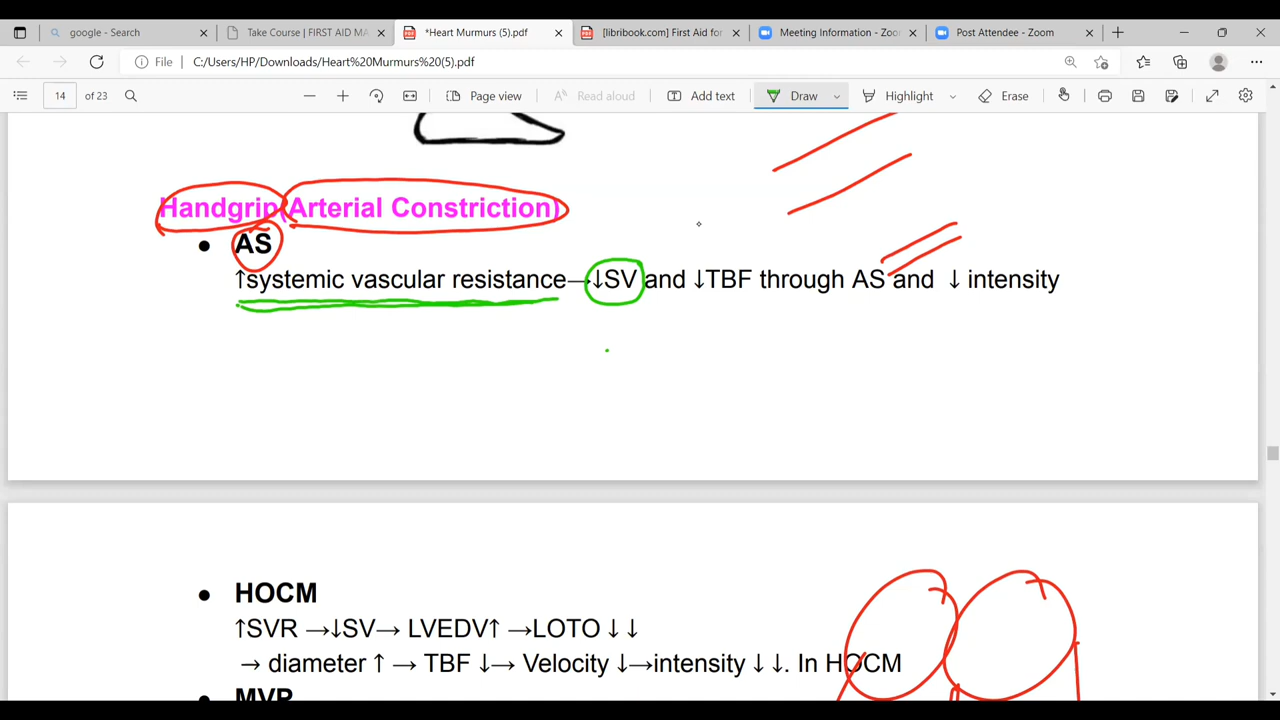 google - Search
Take Course | FIRST AID MA
*Heart Murmurs (5).pdf
[libribook.com] First Aid for
Meeting Information - Zoo
Post Attendee - Zoom
File
C:/Users/HP/Downloads/Heart%20Murmurs%20(5).pdf
14 of 23
Page view
Read aloud
Add text
Draw
Highlight
Erase
Handgrip(Arterial Constriction)
● AS
↑systemic vascular resistance→↓SV and ↓TBF through AS and ↓ intensity
● HOCM
↑SVR →↓SV→ LVEDV↑ →LOTO ↓↓
→ diameter ↑ → TBF ↓→ Velocity ↓→intensity ↓↓. In HOCM
● MVP